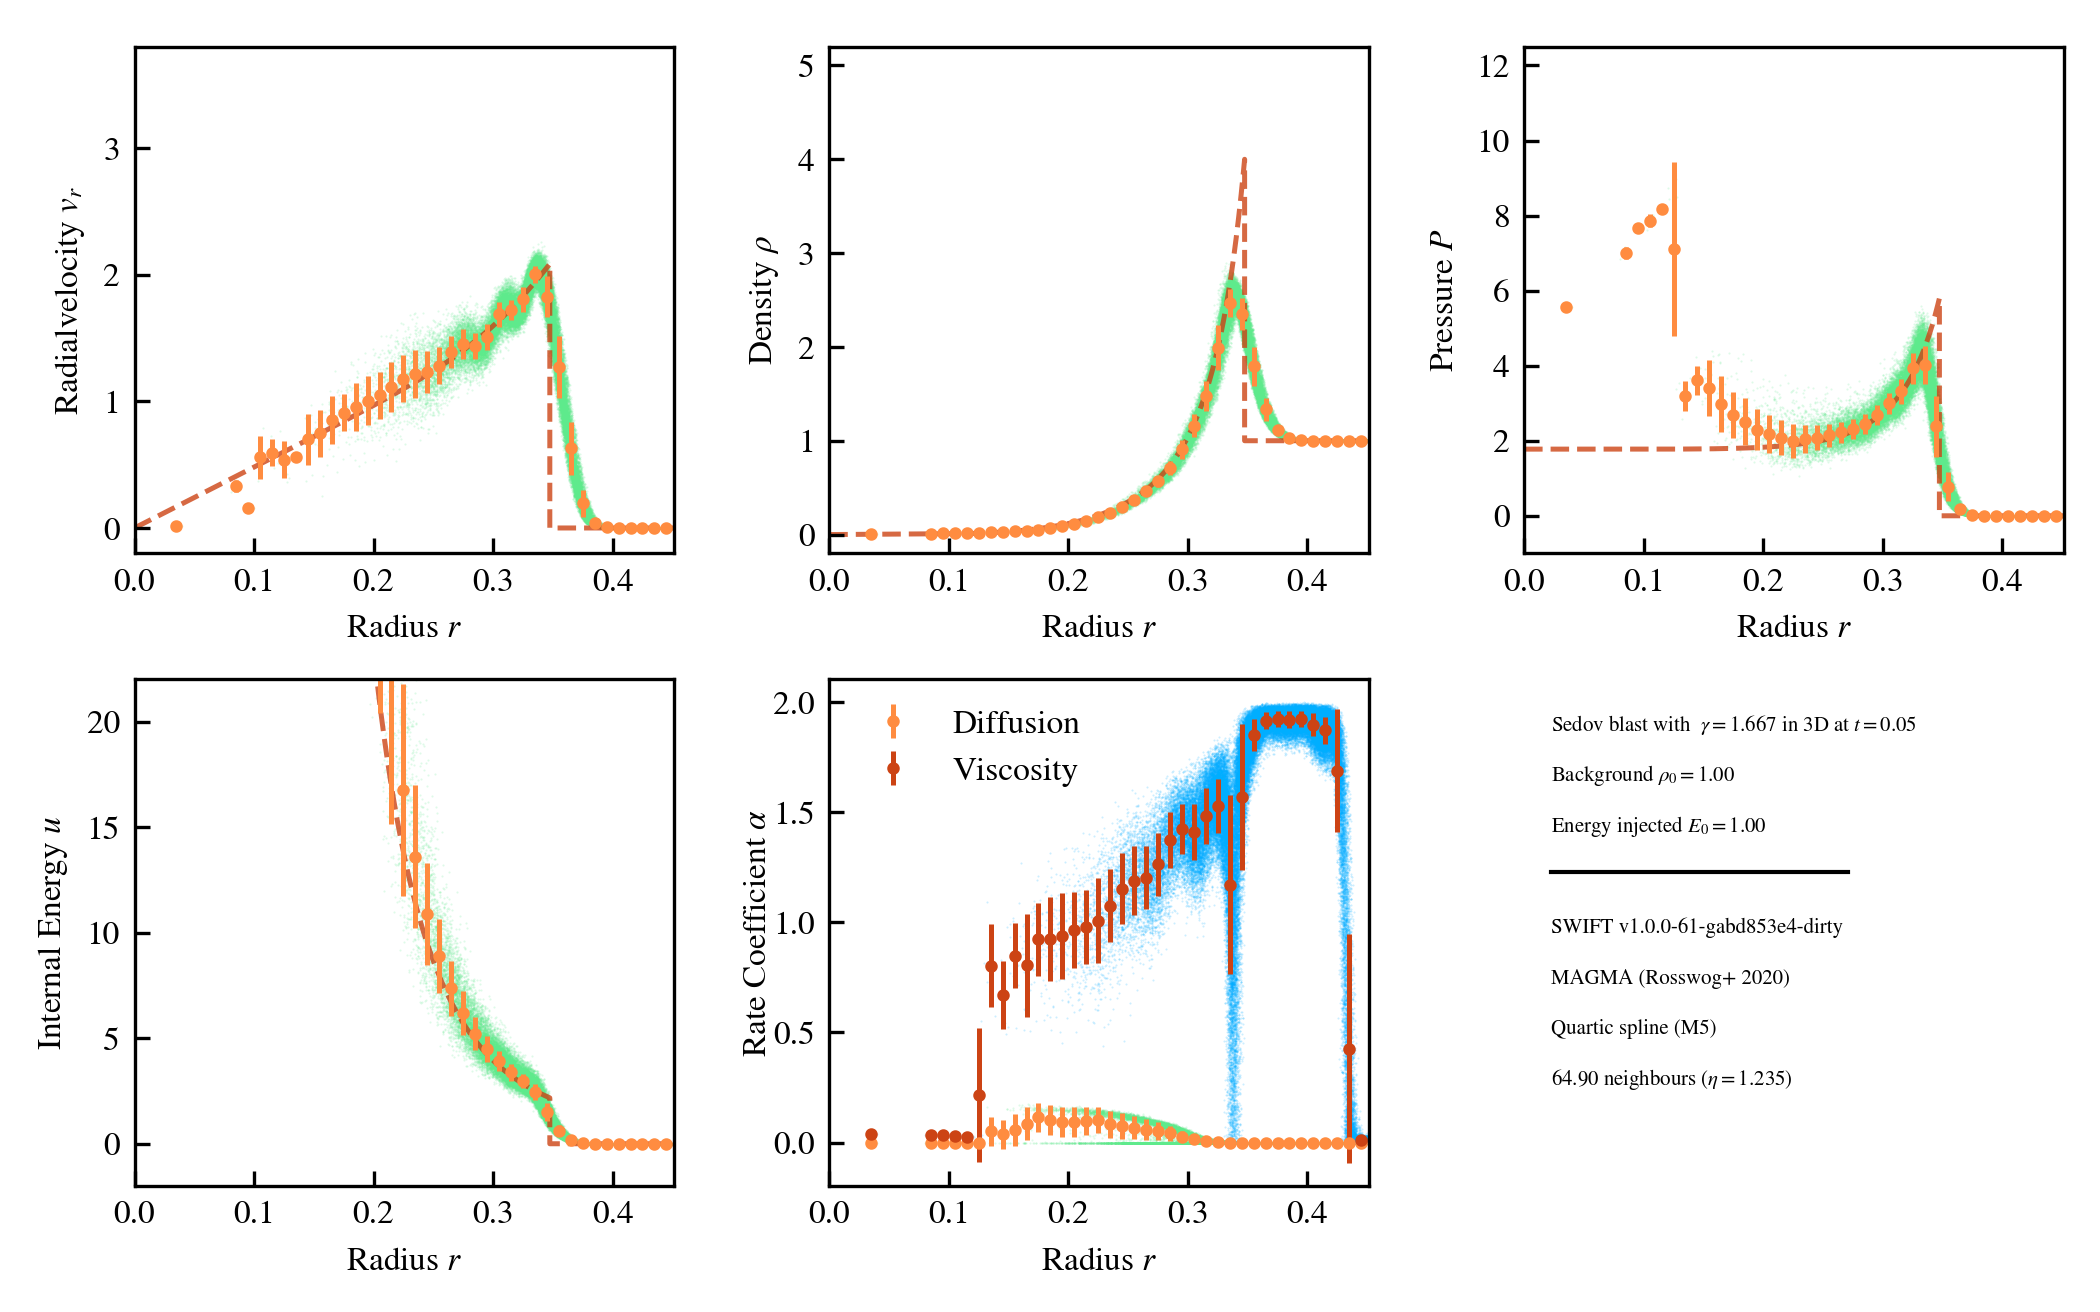 Radialvelocity v_r
3
2
1
0
0.0 0.1 0.2 0.3 0.4
Radius r
Density ρ
5
4
3
2
1
0
0.0 0.1 0.2 0.3 0.4
Radius r
Pressure P
12
10
8
6
4
2
0
0.0 0.1 0.2 0.3 0.4
Radius r
Internal Energy u
20
15
10
5
0
0.0 0.1 0.2 0.3 0.4
Radius r
Rate Coefficient α
2.0
1.5
1.0
0.5
0.0
Diffusion
Viscosity
0.0 0.1 0.2 0.3 0.4
Radius r
Sedov blast with γ = 1.667 in 3D at t = 0.05
Background ρ₀ = 1.00
Energy injected E₀ = 1.00
SWIFT v1.0.0-61-gabd853e4-dirty
MAGMA (Rosswog+ 2020)
Quartic spline (M5)
64.90 neighbours (η = 1.235)